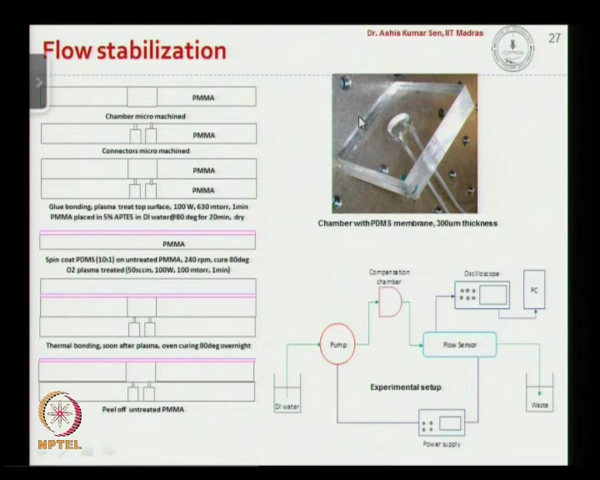 Dr. Ashis Kumar Sen, IIT Madras
27
Flow stabilization
PMMA
Chamber micro machined
PMMA
Connectors micro machined
PMMA
PMMA
Glue bonding, plasma treat top surface, 100 W, 630 mtorr, 1min
PMMA placed in 5% APTES in DI water@80 deg for 20min, dry
PMMA
Spin coat PDMS (10:1) on untreated PMMA, 240 rpm, cure 80deg
O2 plasma treated (50sccm, 100W, 100 mtorr, 1min)
Thermal bonding, soon after plasma, oven curing 80deg overnight
Peel off untreated PMMA
Chamber with PDMS membrane, 300um thickness
Compensation
chamber
Oscilloscope
PC
Pump
Flow Sensor
Experimental setup
DI water
Waste
Power supply
NPTEL